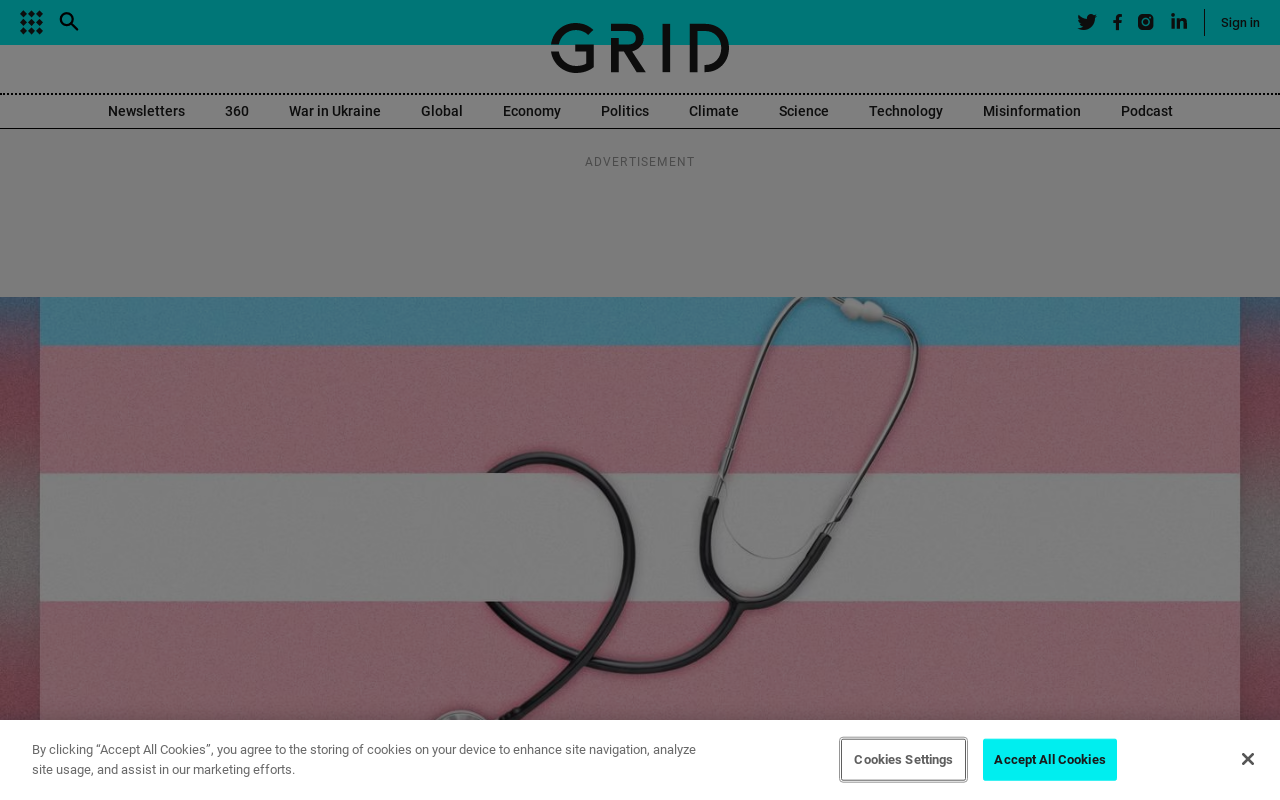 GRID
Sign in
Newsletters
360
War in Ukraine
Global
Economy
Politics
Climate
Science
Technology
Misinformation
Podcast
ADVERTISEMENT
By clicking “Accept All Cookies”, you agree to the storing of cookies on your device to enhance site navigation, analyze
site usage, and assist in our marketing efforts.
Cookies Settings
Accept All Cookies